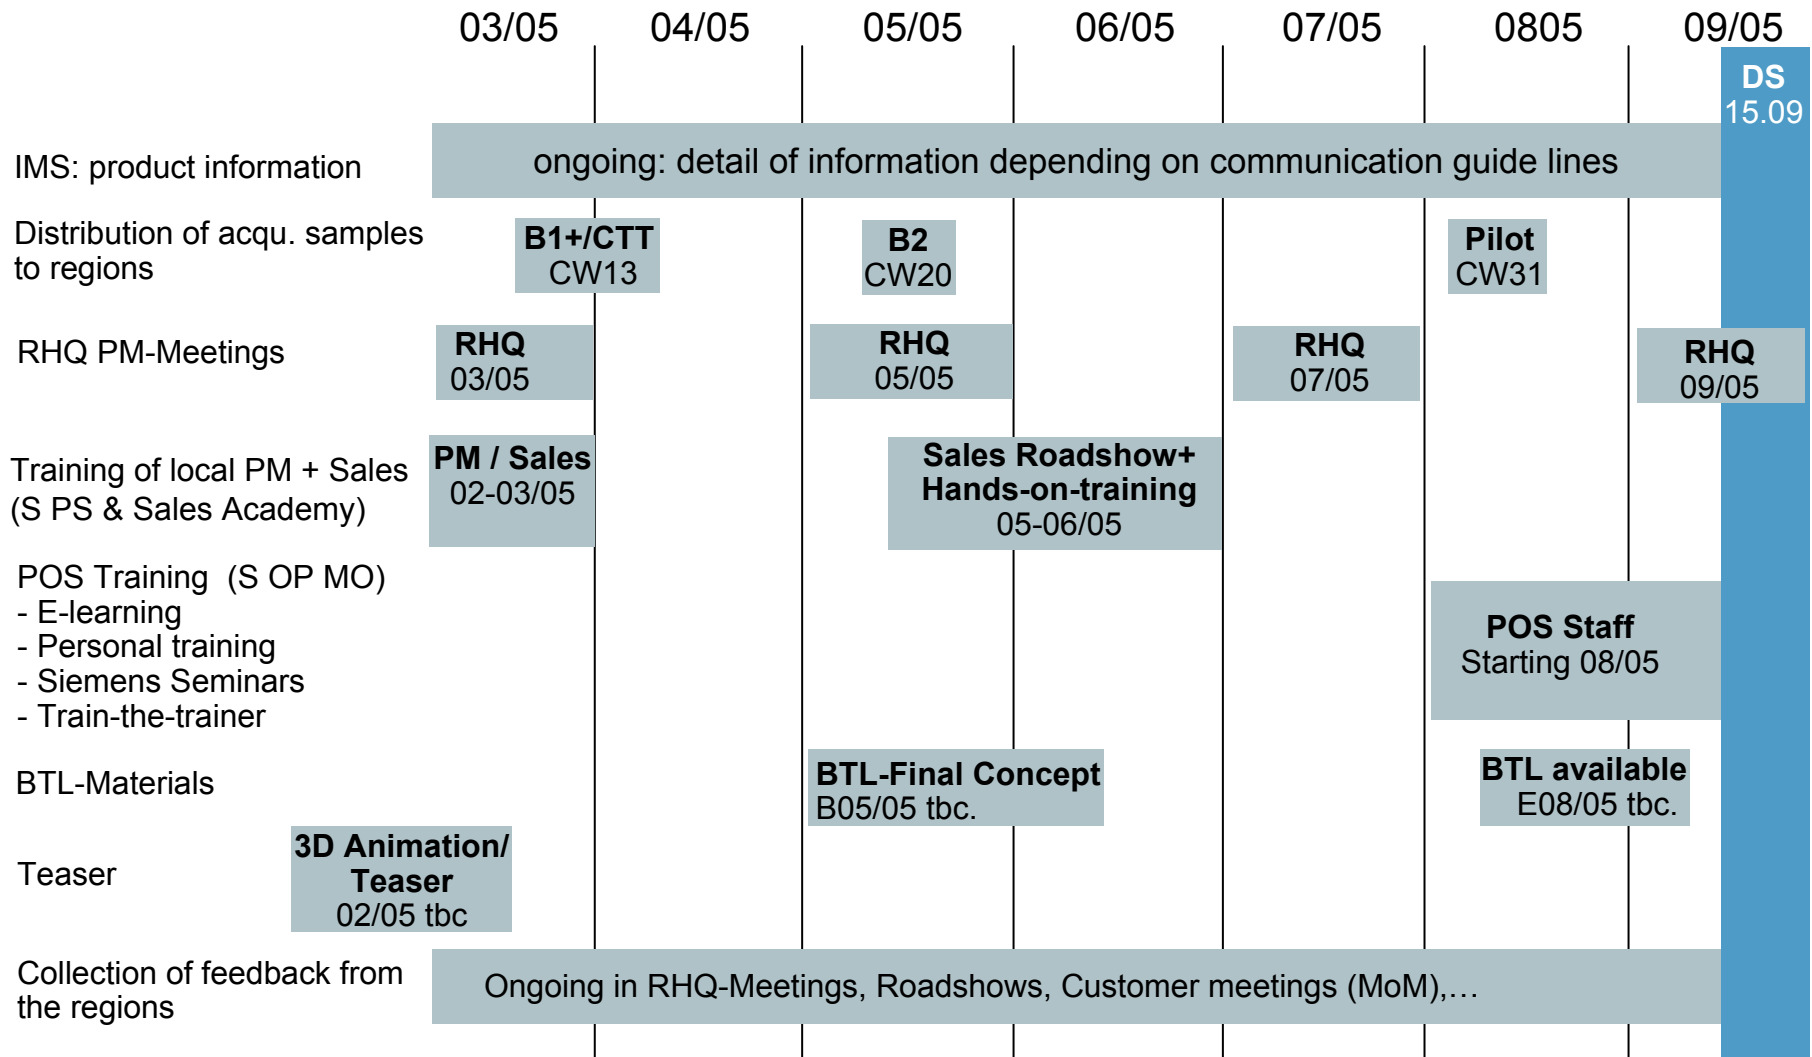 03/05 04/05 05/05 06/05 07/05 0805 09/05
DS
15.09
IMS: product information
ongoing: detail of information depending on communication guide lines
Distribution of acqu. samples
to regions
B1+/CTT
CW13
B2
CW20
Pilot
CW31
RHQ PM-Meetings
RHQ
03/05
RHQ
05/05
RHQ
07/05
RHQ
09/05
Training of local PM + Sales
(S PS & Sales Academy)
PM / Sales
02-03/05
Sales Roadshow+
Hands-on-training
05-06/05
POS Training (S OP MO)
- E-learning
- Personal training
- Siemens Seminars
- Train-the-trainer
POS Staff
Starting 08/05
BTL-Materials
BTL-Final Concept
B05/05 tbc.
BTL available
E08/05 tbc.
Teaser
3D Animation/
Teaser
02/05 tbc
Collection of feedback from
the regions
Ongoing in RHQ-Meetings, Roadshows, Customer meetings (MoM),…